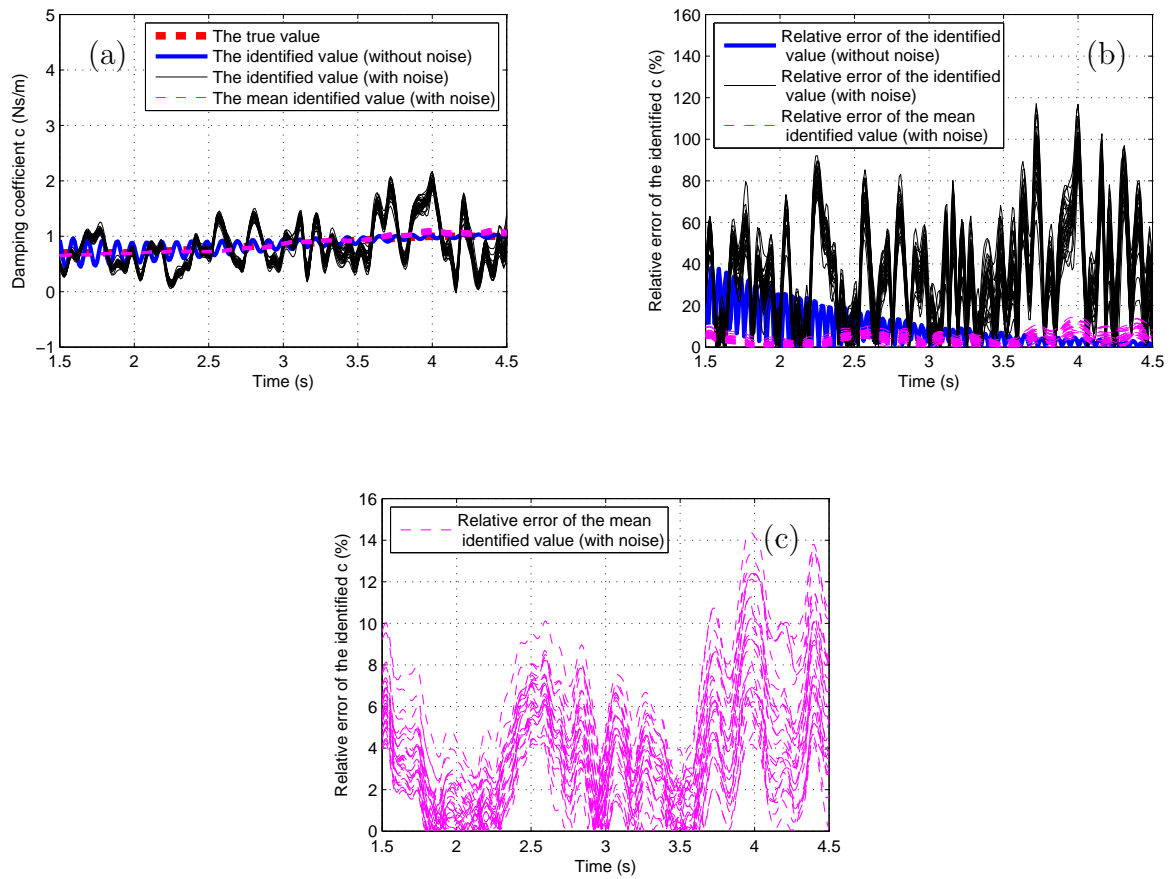 (a)
The true value
The identified value (without noise)
The identified value (with noise)
The mean identified value (with noise)
Damping coefficient c (Ns/m)
5
4
3
2
1
0
−1
1.5 2 2.5 3 3.5 4 4.5
Time (s)
(b)
Relative error of the identified
value (without noise)
Relative error of the identified
value (with noise)
Relative error of the mean
identified value (with noise)
Relative error of the identified c (%)
160
140
120
100
80
60
40
20
0
1.5 2 2.5 3 3.5 4 4.5
Time (s)
(c)
Relative error of the mean
identified value (with noise)
Relative error of the identified c (%)
16
14
12
10
8
6
4
2
0
1.5 2 2.5 3 3.5 4 4.5
Time (s)